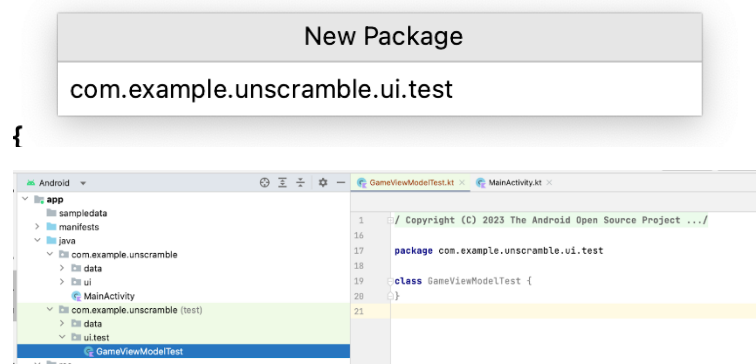 New Package
com.example.unscramble.ui.test
{
Android
GameViewModelTest.kt
MainActivity.kt
app
sampledata
manifests
java
com.example.unscramble
data
ui
MainActivity
com.example.unscramble (test)
data
ui.test
GameViewModelTest
1 / Copyright (C) 2023 The Android Open Source Project .../
16
17 package com.example.unscramble.ui.test
18
19 class GameViewModelTest {
20 }
21